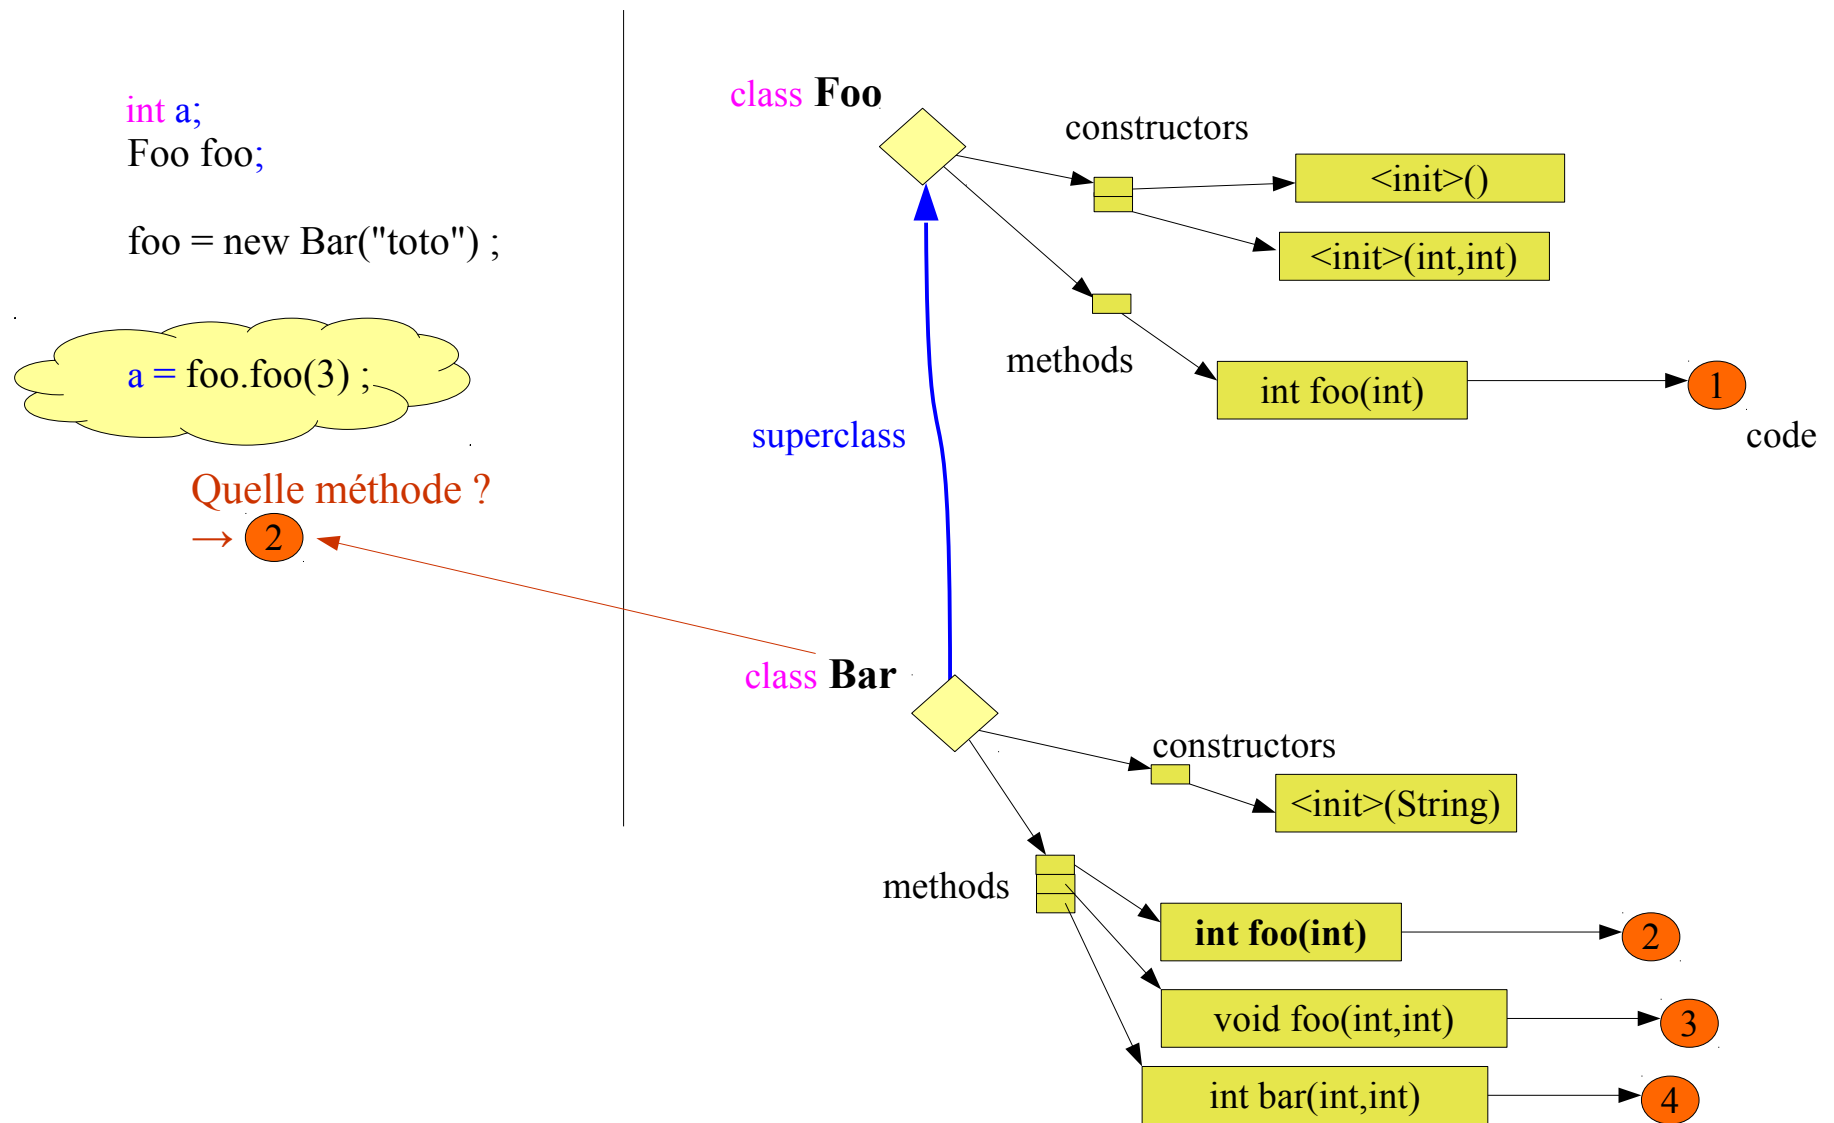 int a;
Foo foo;
foo = new Bar("toto") ;
a = foo.foo(3) ;
Quelle méthode ?
→ 2
class Foo
constructors
<init>()
<init>(int,int)
methods
int foo(int)
1
code
superclass
class Bar
constructors
<init>(String)
methods
int foo(int)
2
void foo(int,int)
3
int bar(int,int)
4